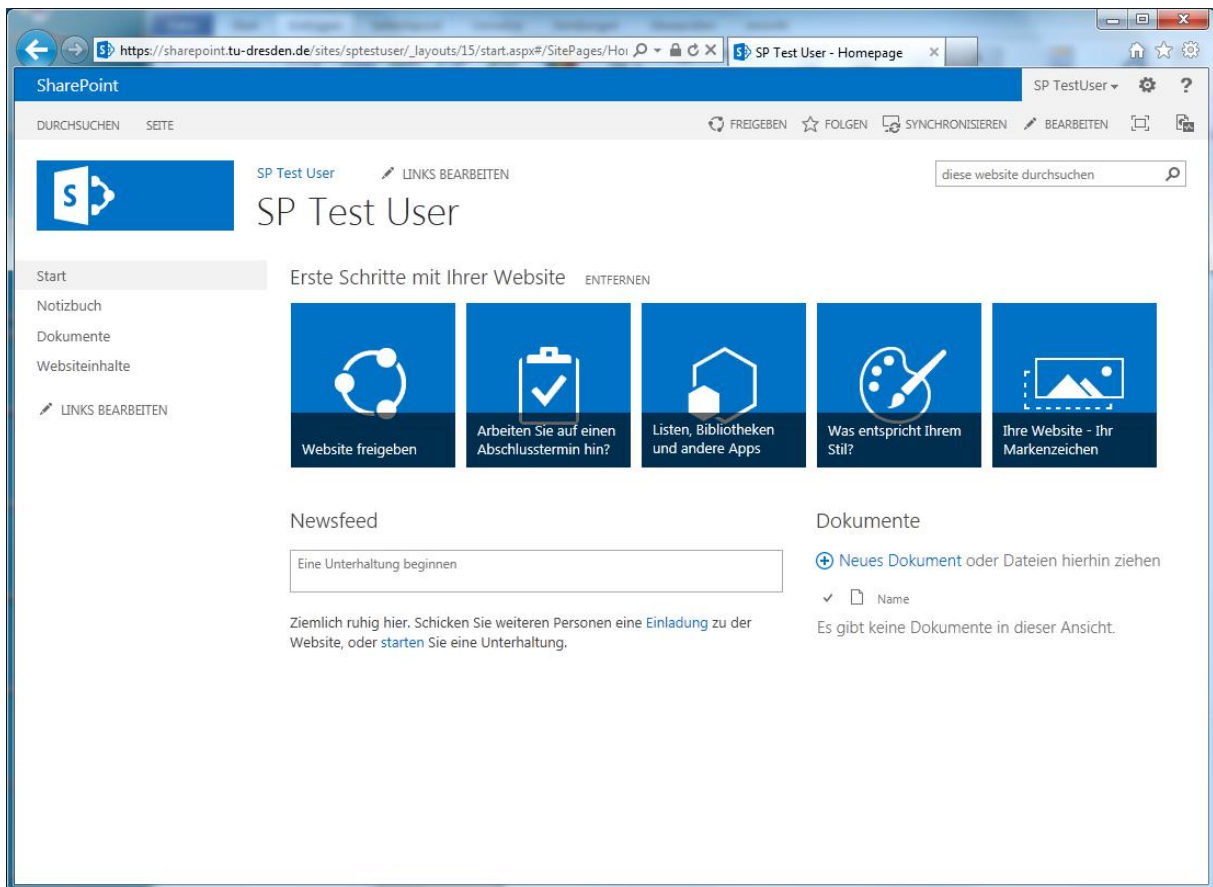 https://sharepoint.tu-dresden.de/sites/sptestuser/_layouts/15/start.aspx#/SitePages/Hor
SP Test User - Homepage
SharePoint
SP TestUser
?
DURCHSUCHEN SEITE
FREIGEBEN FOLGEN SYNCHRONISIEREN BEARBEITEN
S
SP Test User LINKS BEARBEITEN
diese website durchsuchen
SP Test User
Start
Notizbuch
Dokumente
Websiteinhalte
LINKS BEARBEITEN
Erste Schritte mit Ihrer Website ENTFERNEN
Website freigeben
Arbeiten Sie auf einen
Abschlusstermin hin?
Listen, Bibliotheken
und andere Apps
Was entspricht Ihrem
Stil?
Ihre Website - Ihr
Markenzeichen
Newsfeed
Eine Unterhaltung beginnen
Ziemlich ruhig hier. Schicken Sie weiteren Personen eine Einladung zu der
Website, oder starten Sie eine Unterhaltung.
Dokumente
Neues Dokument oder Dateien hierhin ziehen
Name
Es gibt keine Dokumente in dieser Ansicht.